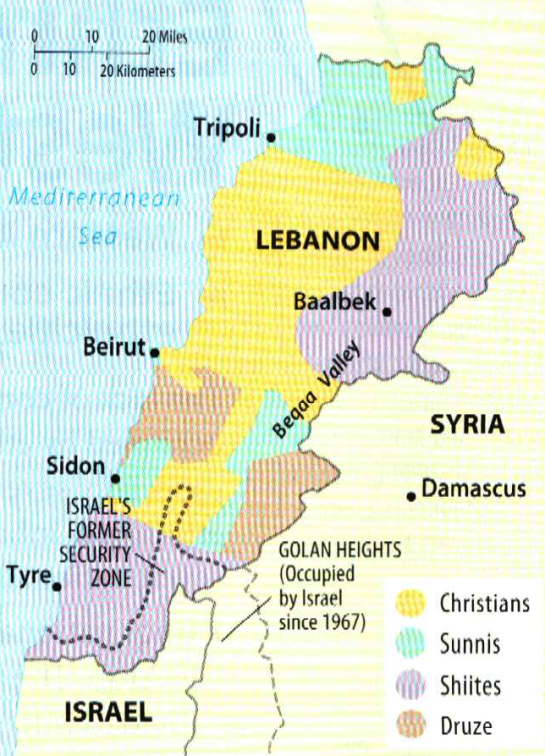 0 10 20 Miles
0 10 20 Kilometers
Tripoli
Mediterranean
Sea
LEBANON
Baalbek
Beirut
Beqaa Valley
SYRIA
Sidon
Damascus
ISRAEL'S
FORMER
SECURITY
ZONE
GOLAN HEIGHTS
(Occupied
by Israel
since 1967)
Tyre
Christians
Sunnis
Shiites
Druze
ISRAEL